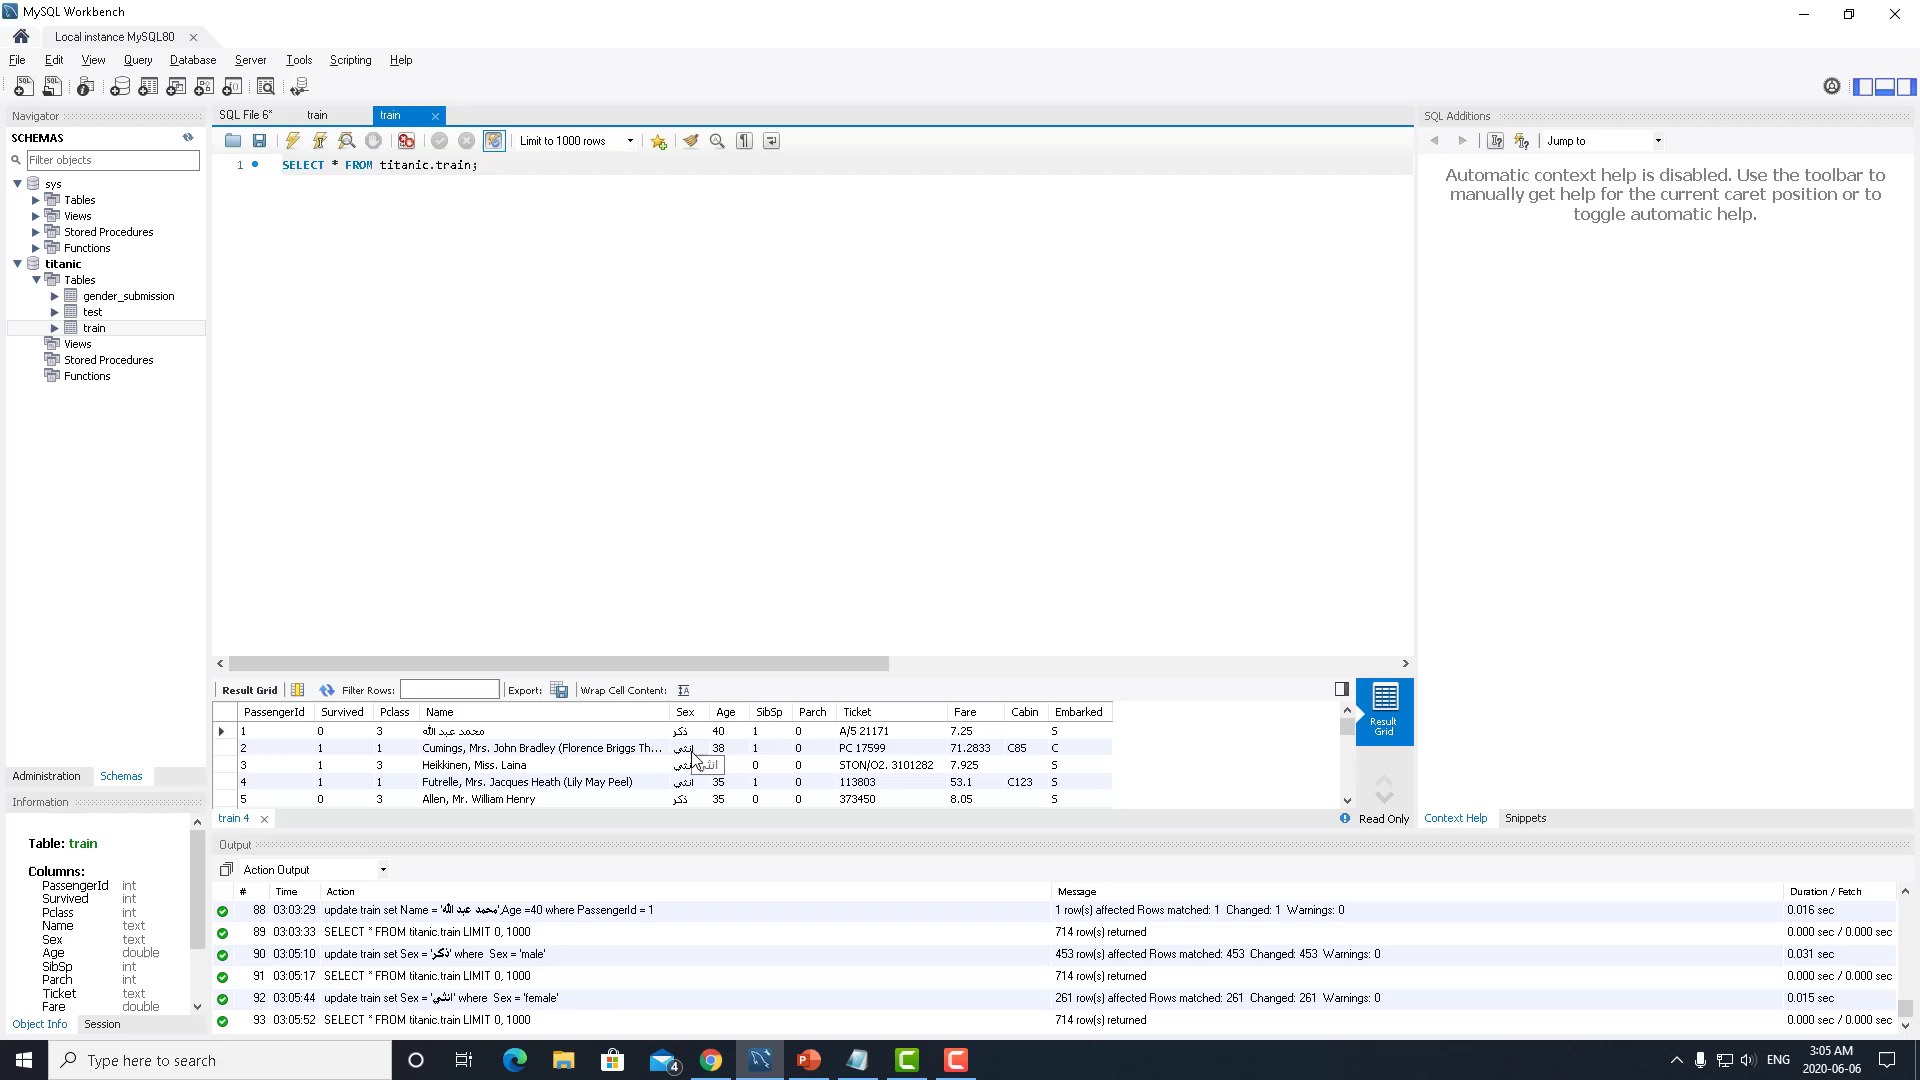 MySQL Workbench
Local instance MySQL80
File Edit View Query Database Server Tools Scripting Help
Navigator
SCHEMAS
Filter objects
sys
Tables
Views
Stored Procedures
Functions
titanic
Tables
gender_submission
test
train
Views
Stored Procedures
Functions
Administration Schemas
Information
Table: train
Columns:
PassengerId int
Survived int
Pclass int
Name text
Sex text
Age double
SibSp int
Parch int
Ticket text
Fare double
Object Info Session
SQL File 6* train train
Limit to 1000 rows
1 SELECT * FROM titanic.train;
SQL Additions
Jump to
Automatic context help is disabled. Use the toolbar to
manually get help for the current caret position or to
toggle automatic help.
Result Grid Filter Rows: Export: Wrap Cell Content:
PassengerId Survived Pclass Name Sex Age SibSp Parch Ticket Fare Cabin Embarked
1 0 3 محمد عبد الله ذكر 40 1 0 A/5 21171 7.25 S
2 1 1 Cumings, Mrs. John Bradley (Florence Briggs Th... انثي 38 1 0 PC 17599 71.2833 C85 C
3 1 3 Heikkinen, Miss. Laina انثي 0 0 STON/O2. 3101282 7.925 S
4 1 1 Futrelle, Mrs. Jacques Heath (Lily May Peel) انثي 35 1 0 113803 53.1 C123 S
5 0 3 Allen, Mr. William Henry ذكر 35 0 0 373450 8.05 S
Result
Grid
train 4
Read Only
Context Help Snippets
Output
Action Output
# Time Action Message Duration / Fetch
88 03:03:29 update train set Name = 'محمد عبد الله',Age =40 where PassengerId = 1 1 row(s) affected Rows matched: 1 Changed: 1 Warnings: 0 0.016 sec
89 03:03:33 SELECT * FROM titanic.train LIMIT 0, 1000 714 row(s) returned 0.000 sec / 0.000 sec
90 03:05:10 update train set Sex = 'ذكر' where Sex = 'male' 453 row(s) affected Rows matched: 453 Changed: 453 Warnings: 0 0.031 sec
91 03:05:17 SELECT * FROM titanic.train LIMIT 0, 1000 714 row(s) returned 0.000 sec / 0.000 sec
92 03:05:44 update train set Sex = 'انثي' where Sex = 'female' 261 row(s) affected Rows matched: 261 Changed: 261 Warnings: 0 0.015 sec
93 03:05:52 SELECT * FROM titanic.train LIMIT 0, 1000 714 row(s) returned 0.000 sec / 0.000 sec
Type here to search
4
ENG
3:05 AM
2020-06-06